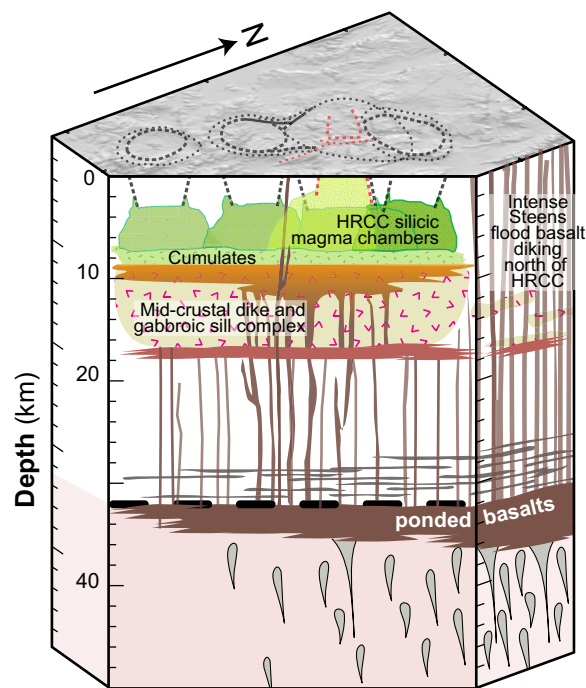 N
0
HRCC silicic
magma chambers
Intense
Steens
flood basalt
diking
north of
HRCC
Cumulates
10
Mid-crustal dike and
gabbroic sill complex
20
Depth (km)
ponded basalts
40